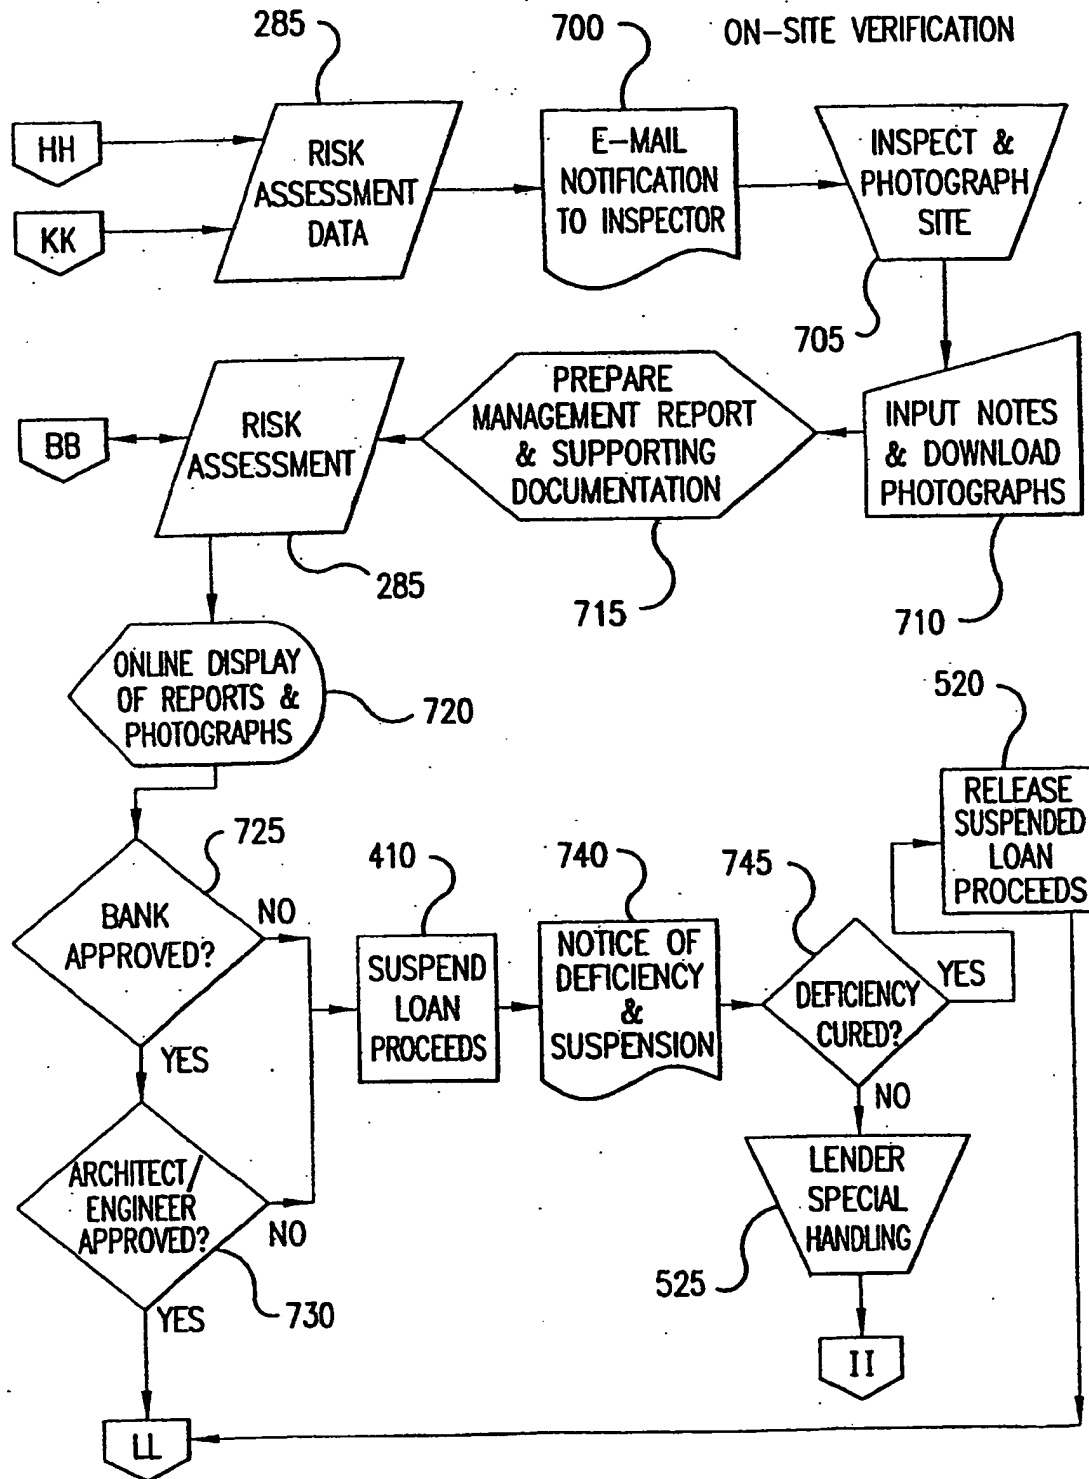 285
700
ON-SITE VERIFICATION
HH
KK
RISK
ASSESSMENT
DATA
E-MAIL
NOTIFICATION
TO INSPECTOR
INSPECT &
PHOTOGRAPH
SITE
705
BB
RISK
ASSESSMENT
285
PREPARE
MANAGEMENT REPORT
& SUPPORTING
DOCUMENTATION
715
INPUT NOTES
& DOWNLOAD
PHOTOGRAPHS
710
ONLINE DISPLAY
OF REPORTS &
PHOTOGRAPHS
720
520
RELEASE
SUSPENDED
LOAN
PROCEEDS
725
BANK
APPROVED?
NO
YES
410
SUSPEND
LOAN
PROCEEDS
740
NOTICE OF
DEFICIENCY
&
SUSPENSION
745
DEFICIENCY
CURED?
YES
NO
ARCHITECT/
ENGINEER
APPROVED?
NO
730
YES
LENDER
SPECIAL
HANDLING
525
II
LL